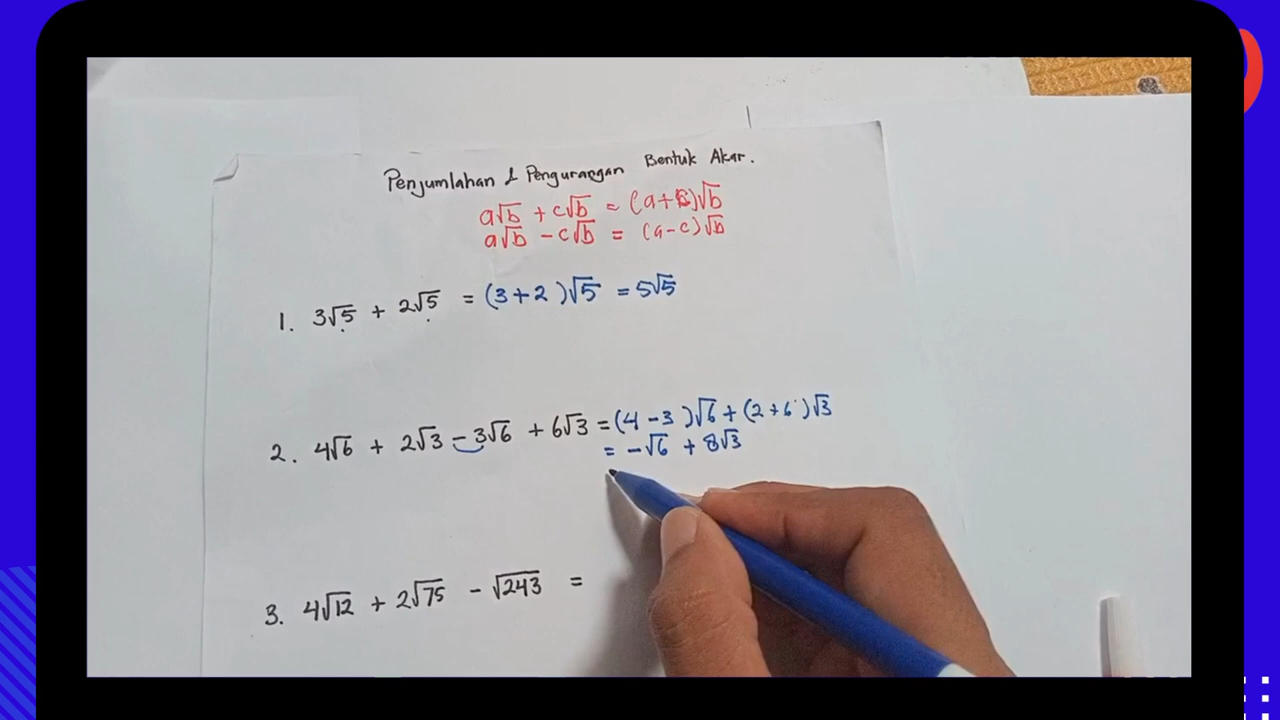 Penjumlahan & Pengurangan Bentuk Akar.
a√b + c√b = (a+c)√b
a√b - c√b = (a-c)√b
1. 3√5 + 2√5 = (3+2)√5 = 5√5
2. 4√6 + 2√3 - 3√6 + 6√3 = (4-3)√6 + (2+6)√3
= -√6 + 8√3
3. 4√12 + 2√75 - √243 =